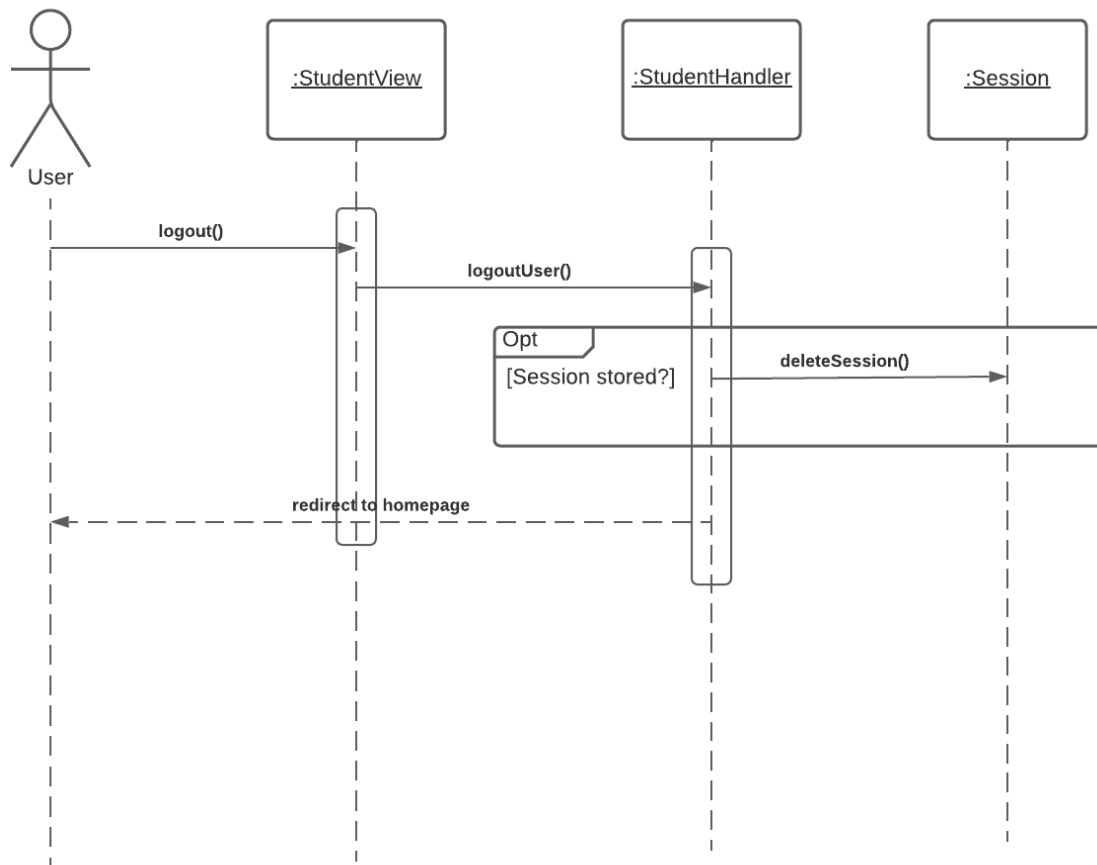 :StudentView
:StudentHandler
:Session
User
logout()
logoutUser()
Opt
[Session stored?]
deleteSession()
redirect to homepage